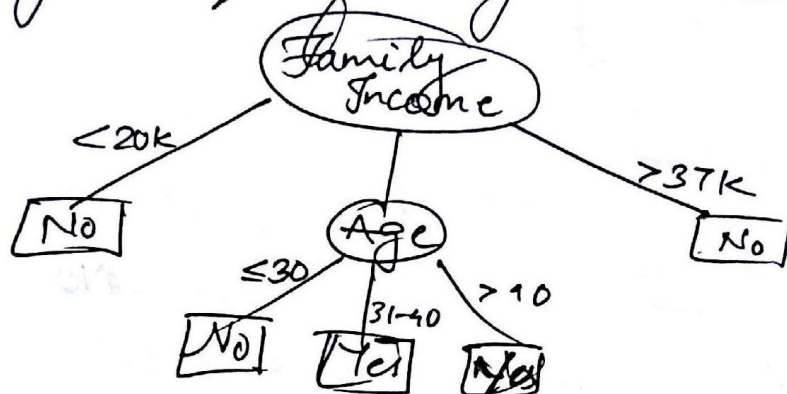 Family
Income
<20K
>37K
No
Age
No
≤30
31-40
>40
No
Yes